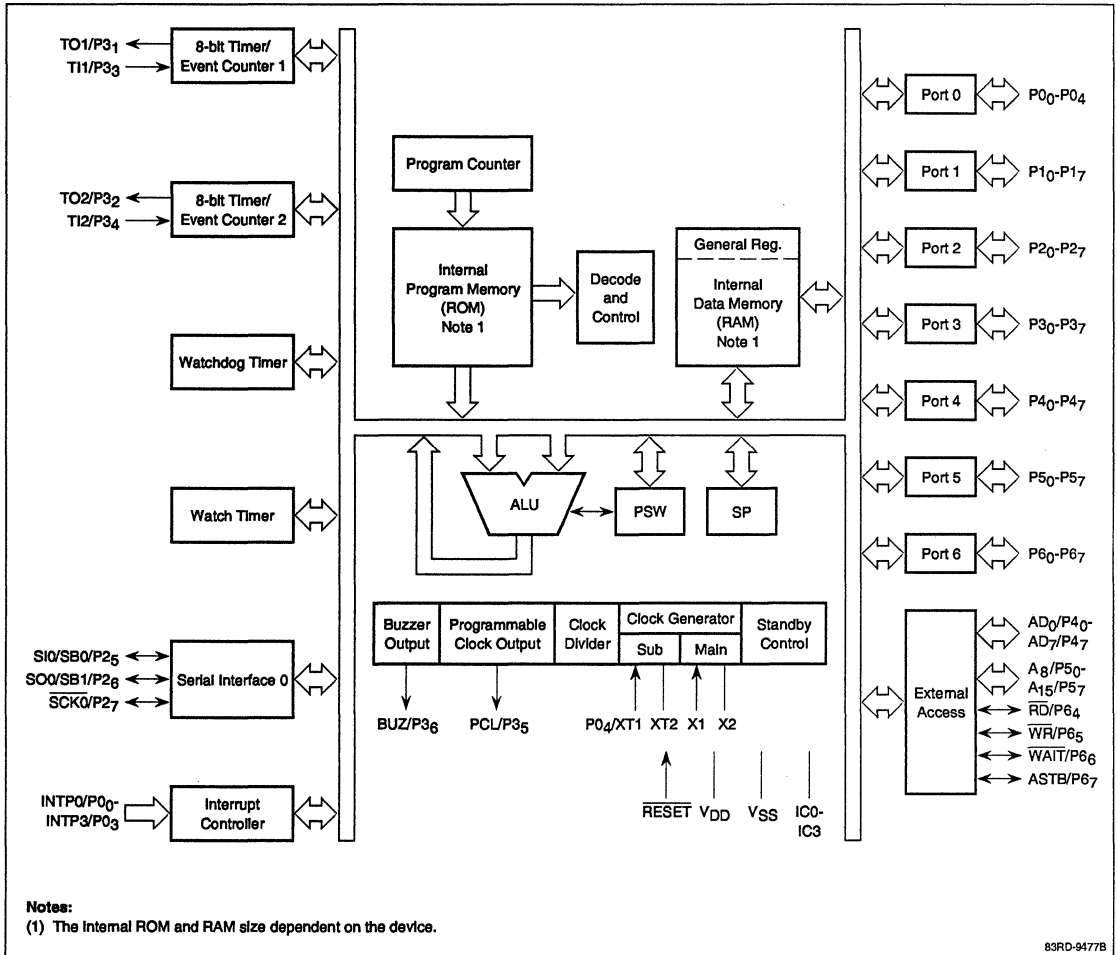 TO1/P3₁
TI1/P3₃
8-bit Timer/
Event Counter 1
TO2/P3₂
TI2/P3₄
8-bit Timer/
Event Counter 2
Watchdog Timer
Watch Timer
SI0/SB0/P2₅
SO0/SB1/P2₆
S̅C̅K̅0̅/P2₇
Serial Interface 0
INTP0/P0₀-
INTP3/P0₃
Interrupt
Controller
Program Counter
Internal
Program Memory
(ROM)
Note 1
Decode
and
Control
General Reg.
Internal
Data Memory
(RAM)
Note 1
ALU
PSW
SP
Buzzer
Output
Programmable
Clock Output
Clock
Divider
Clock Generator
Sub
Main
Standby
Control
BUZ/P3₆
PCL/P3₅
P0₄/XT1
XT2
X1
X2
R̅E̅S̅E̅T̅
V_DD
V_SS
IC0-
IC3
Port 0
P0₀-P0₄
Port 1
P1₀-P1₇
Port 2
P2₀-P2₇
Port 3
P3₀-P3₇
Port 4
P4₀-P4₇
Port 5
P5₀-P5₇
Port 6
P6₀-P6₇
External
Access
AD₀/P4₀-
AD₇/P4₇
A₈/P5₀-
A₁₅/P5₇
R̅D̅/P6₄
W̅R̅/P6₅
W̅A̅I̅T̅/P6₆
ASTB/P6₇
Notes:
(1) The Internal ROM and RAM size dependent on the device.
83RD-9477B